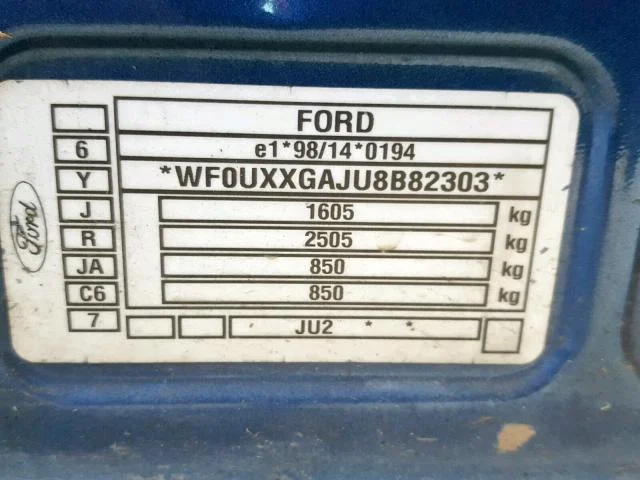 FORD
6 e1*98/14*0194
Y *WF0UXXGAJU8B82303*
J 1605 kg
R 2505 kg
JA 850 kg
C6 850 kg
7 JU2 * *
Ford